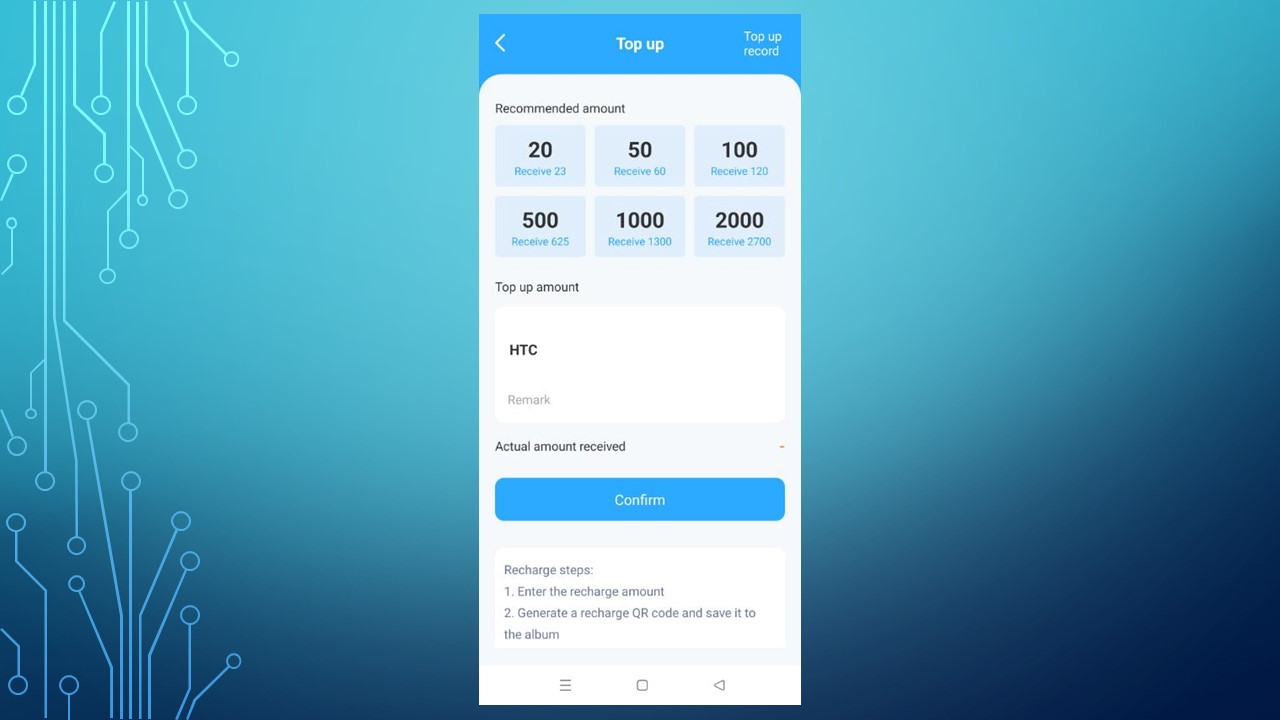 Top up
Top up
record
Recommended amount
20
50
100
Receive 23
Receive 60
Receive 120
500
1000
2000
Receive 625
Receive 1300
Receive 2700
Top up amount
HTC
Remark
Actual amount received
-
Confirm
Recharge steps:
1. Enter the recharge amount
2. Generate a recharge QR code and save it to
the album